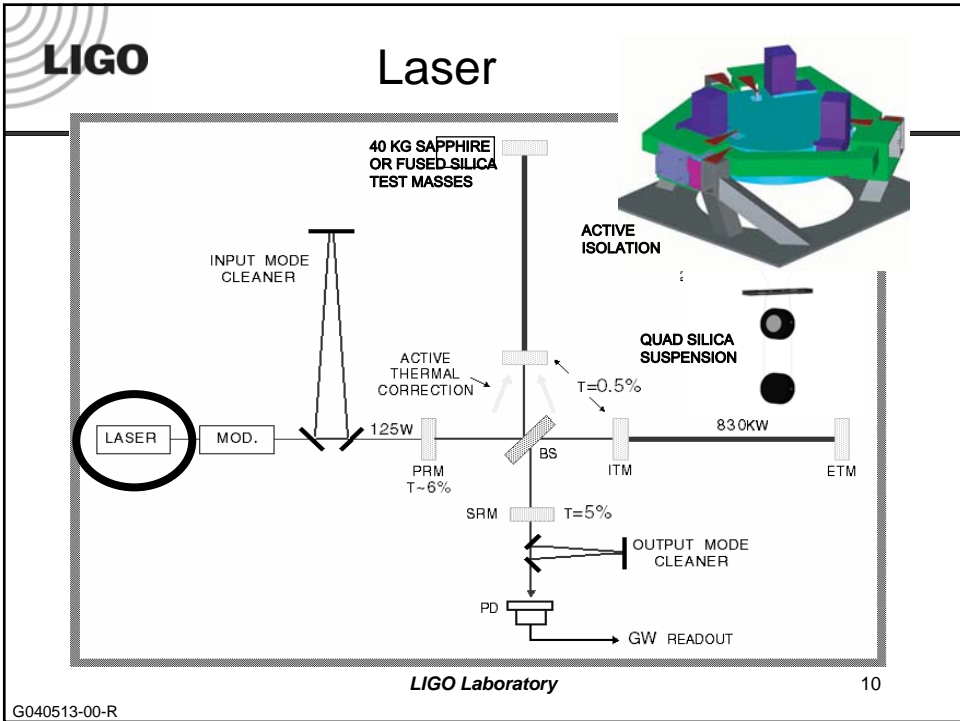 LIGO
Laser
40 KG SAPPHIRE
OR FUSED SILICA
TEST MASSES
ACTIVE
ISOLATION
INPUT MODE
CLEANER
QUAD SILICA
SUSPENSION
ACTIVE
THERMAL
CORRECTION
T=0.5%
LASER
MOD.
125W
830KW
BS
PRM
T~6%
ITM
ETM
SRM
T=5%
OUTPUT MODE
CLEANER
PD
GW READOUT
LIGO Laboratory
10
G040513-00-R